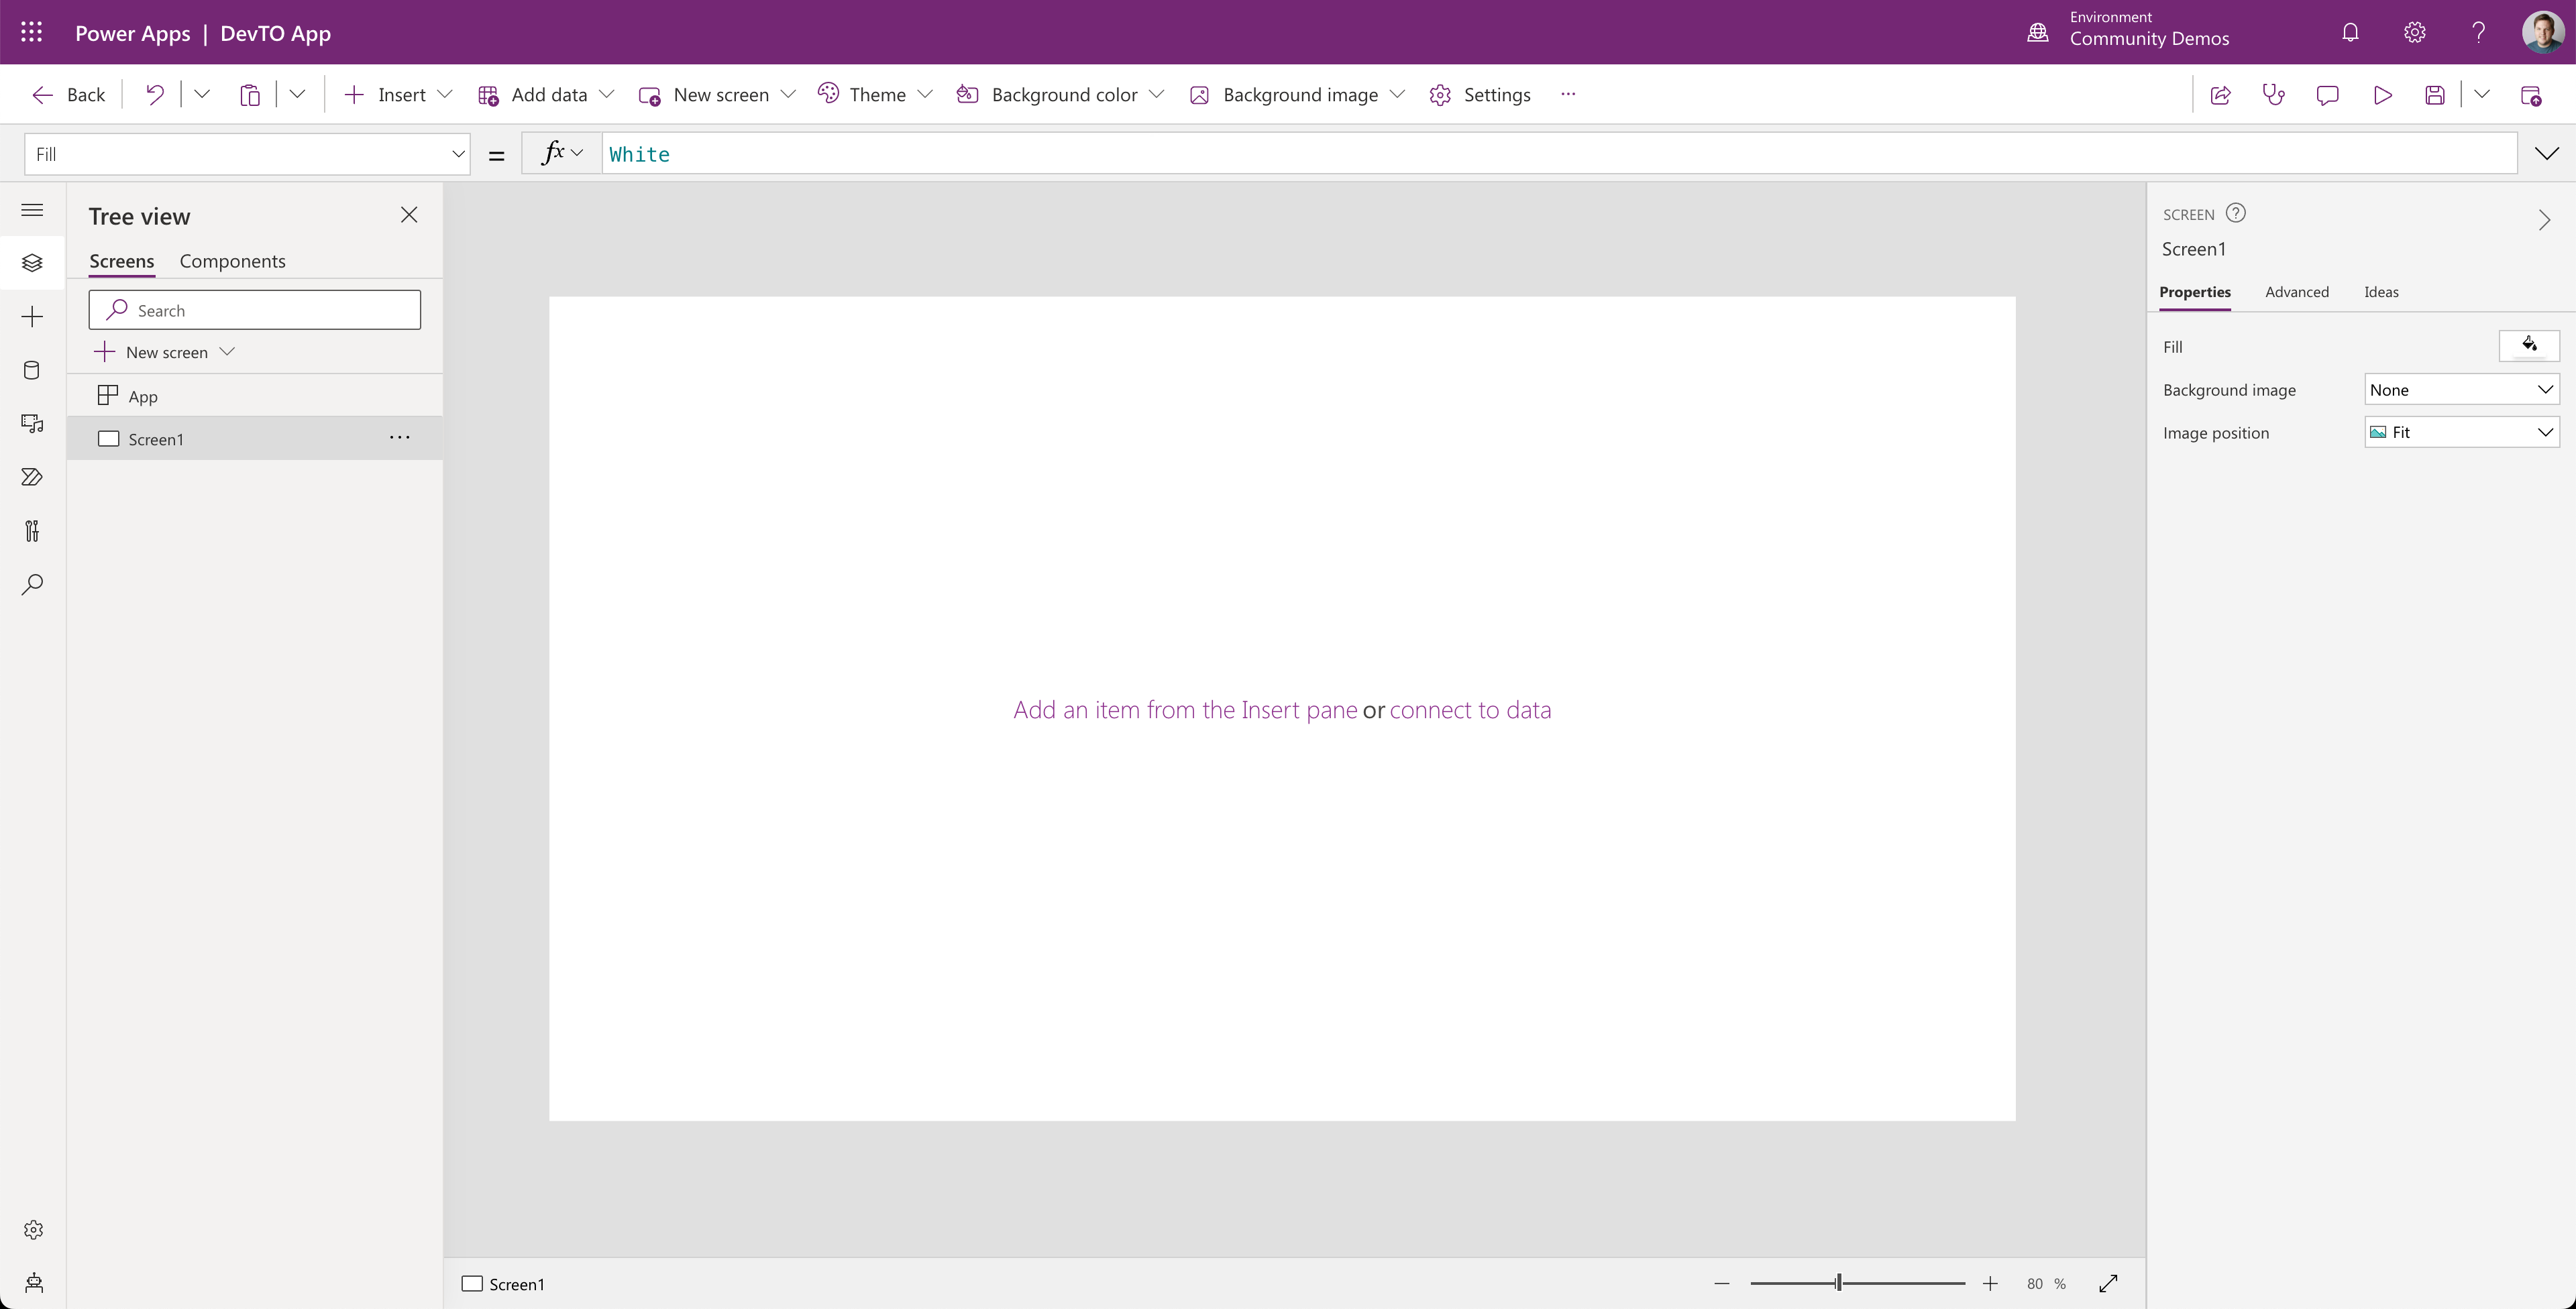 Power Apps | DevTO App
Environment
Community Demos
Back
Insert
Add data
New screen
Theme
Background color
Background image
Settings
Fill
=
fx
White
Tree view
Screens
Components
Search
New screen
App
Screen1
Add an item from the Insert pane or connect to data
SCREEN
Screen1
Properties
Advanced
Ideas
Fill
Background image
None
Image position
Fit
Screen1
80 %